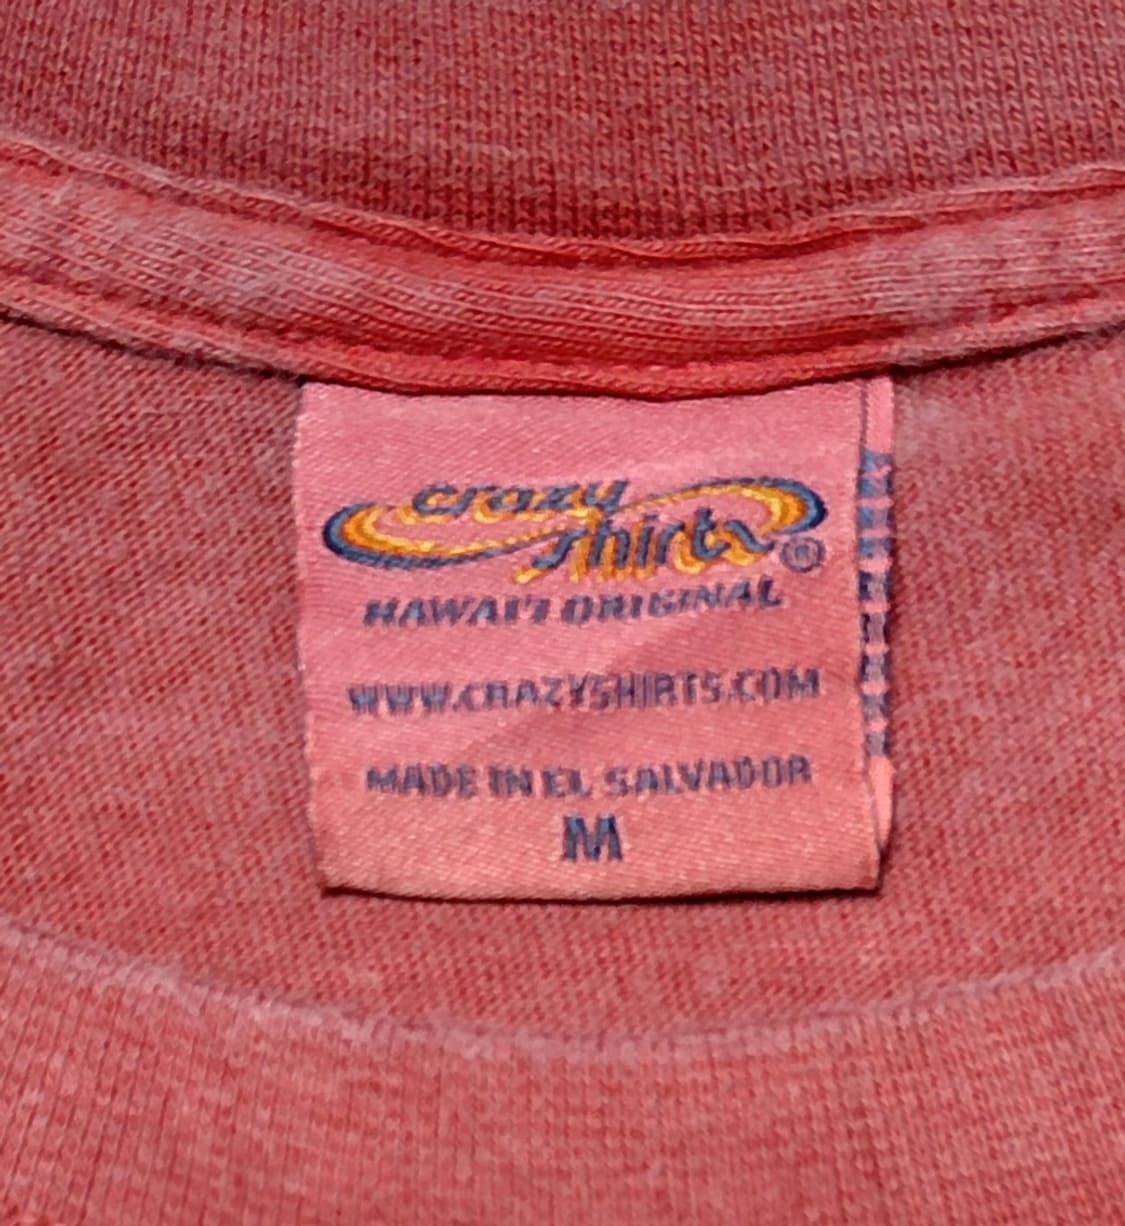 crazy
shirts ®
HAWAI'I ORIGINAL
WWW.CRAZYSHIRTS.COM
MADE IN EL SALVADOR
M